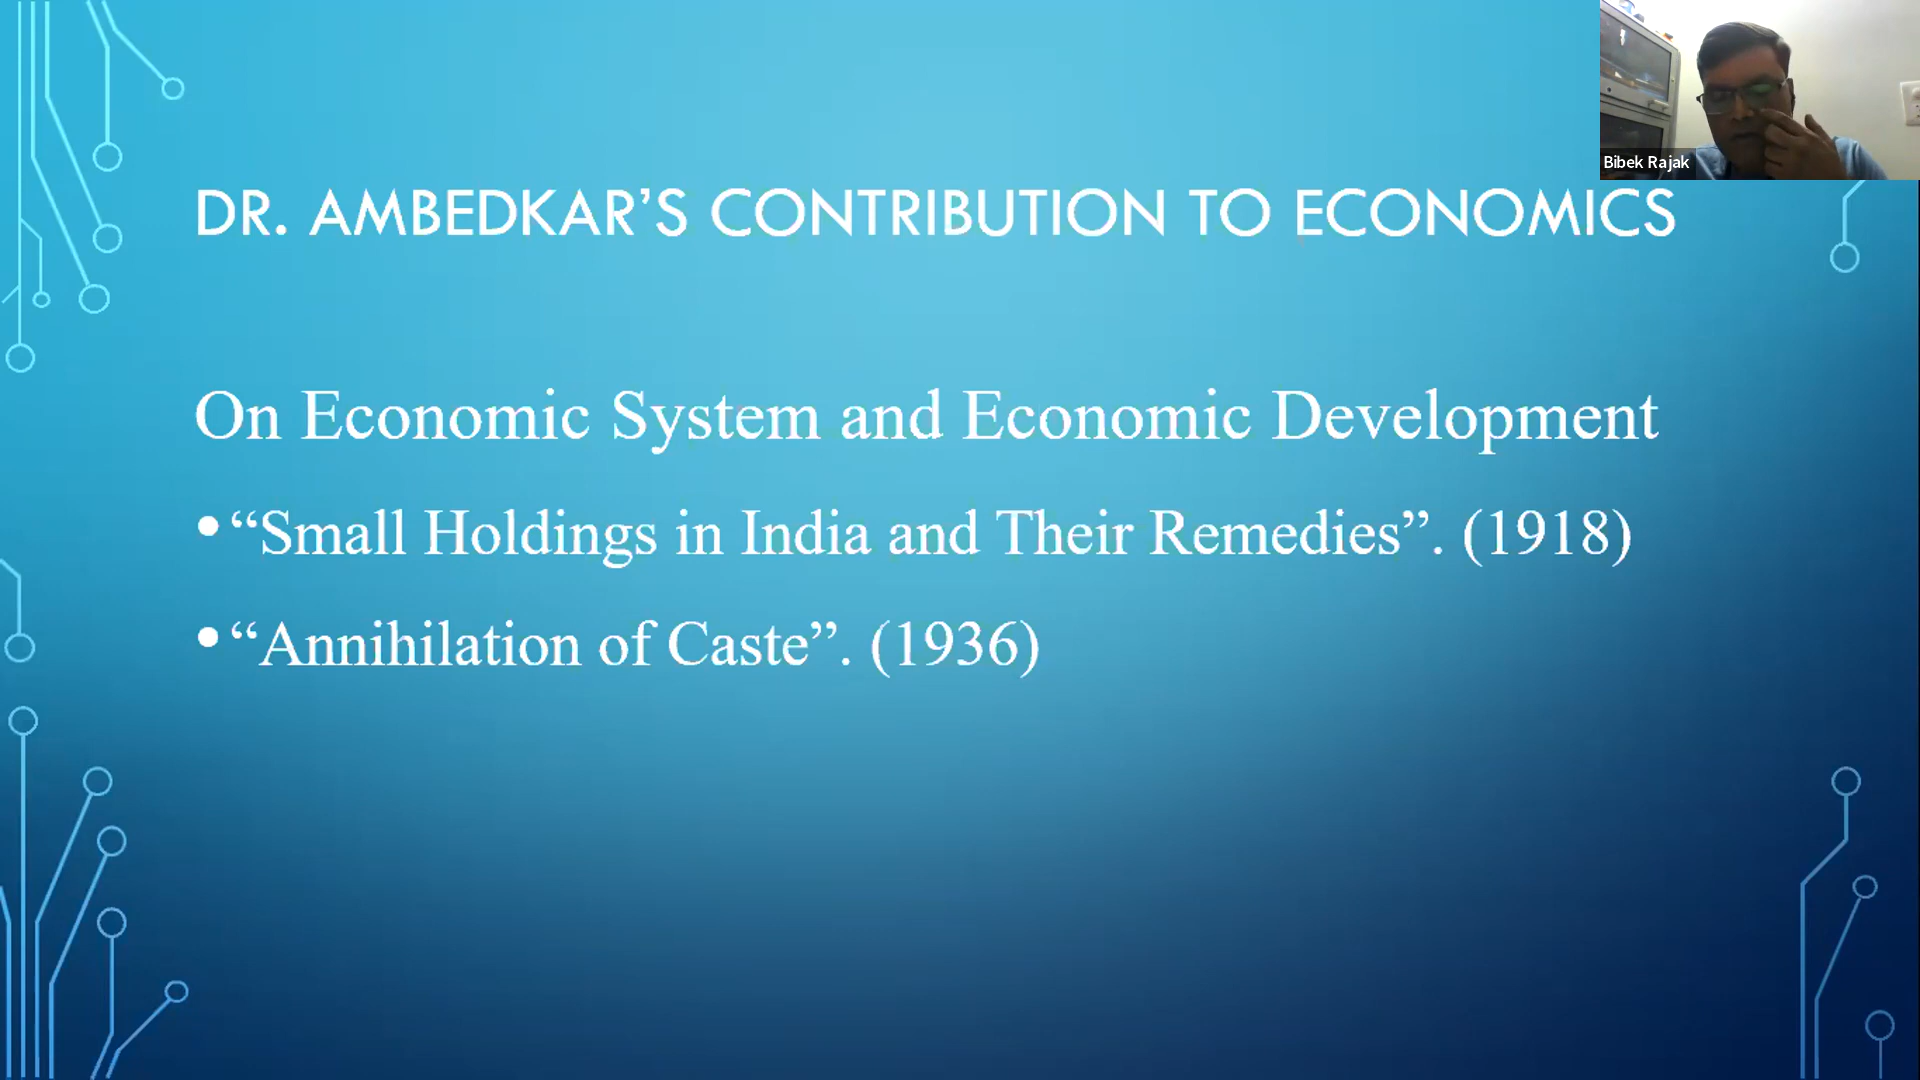 Bibek Rajak
DR. AMBEDKAR’S CONTRIBUTION TO ECONOMICS
On Economic System and Economic Development
• “Small Holdings in India and Their Remedies”. (1918)
• “Annihilation of Caste”. (1936)